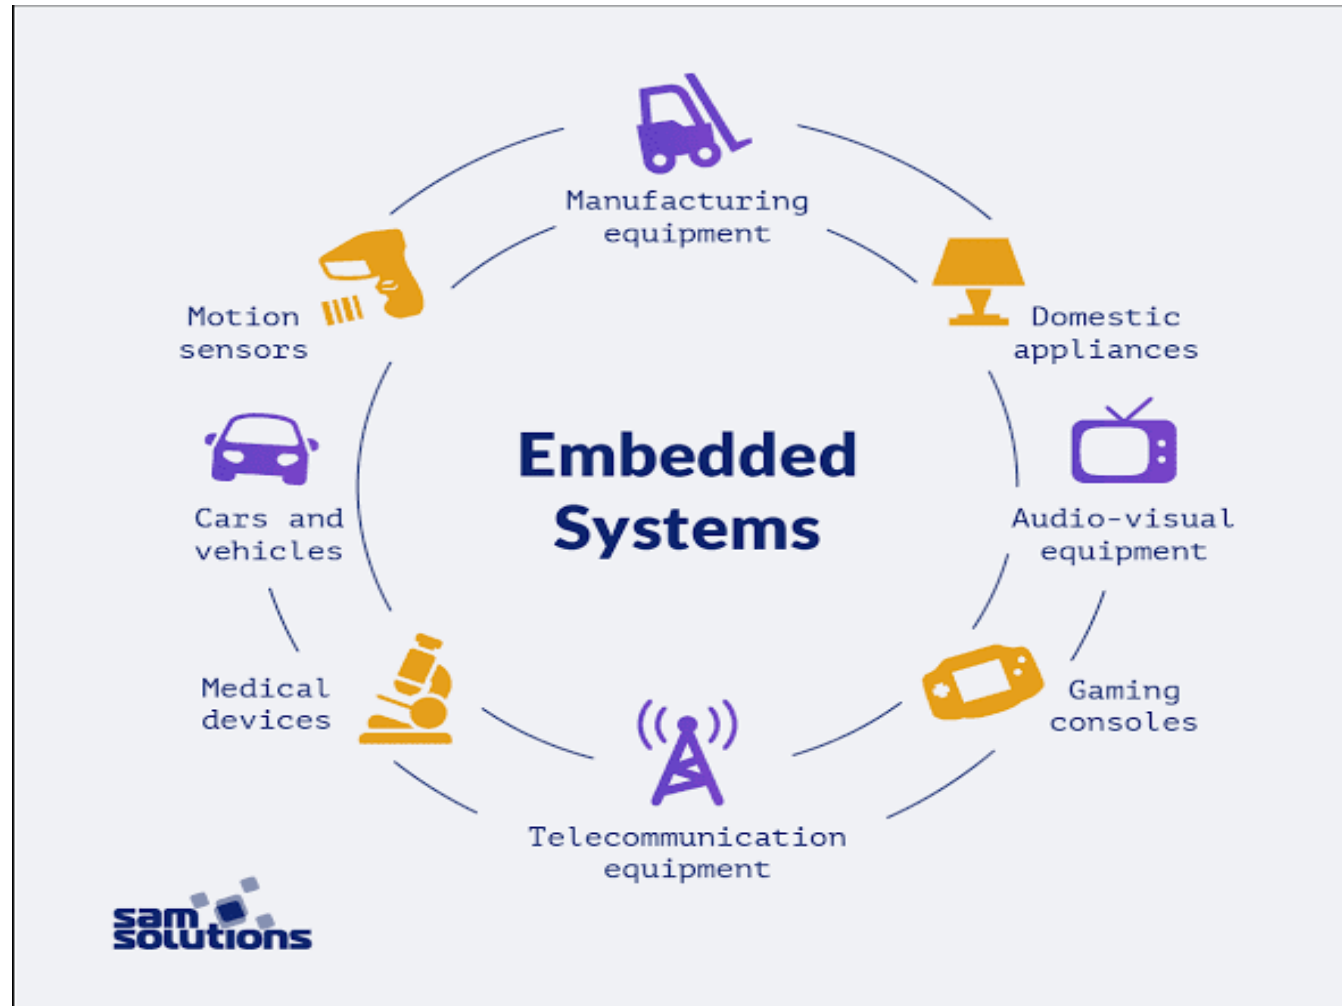 Manufacturing
equipment
Motion
sensors
Domestic
appliances
Embedded
Systems
Cars and
vehicles
Audio-visual
equipment
Medical
devices
Gaming
consoles
Telecommunication
equipment
sam
solutions